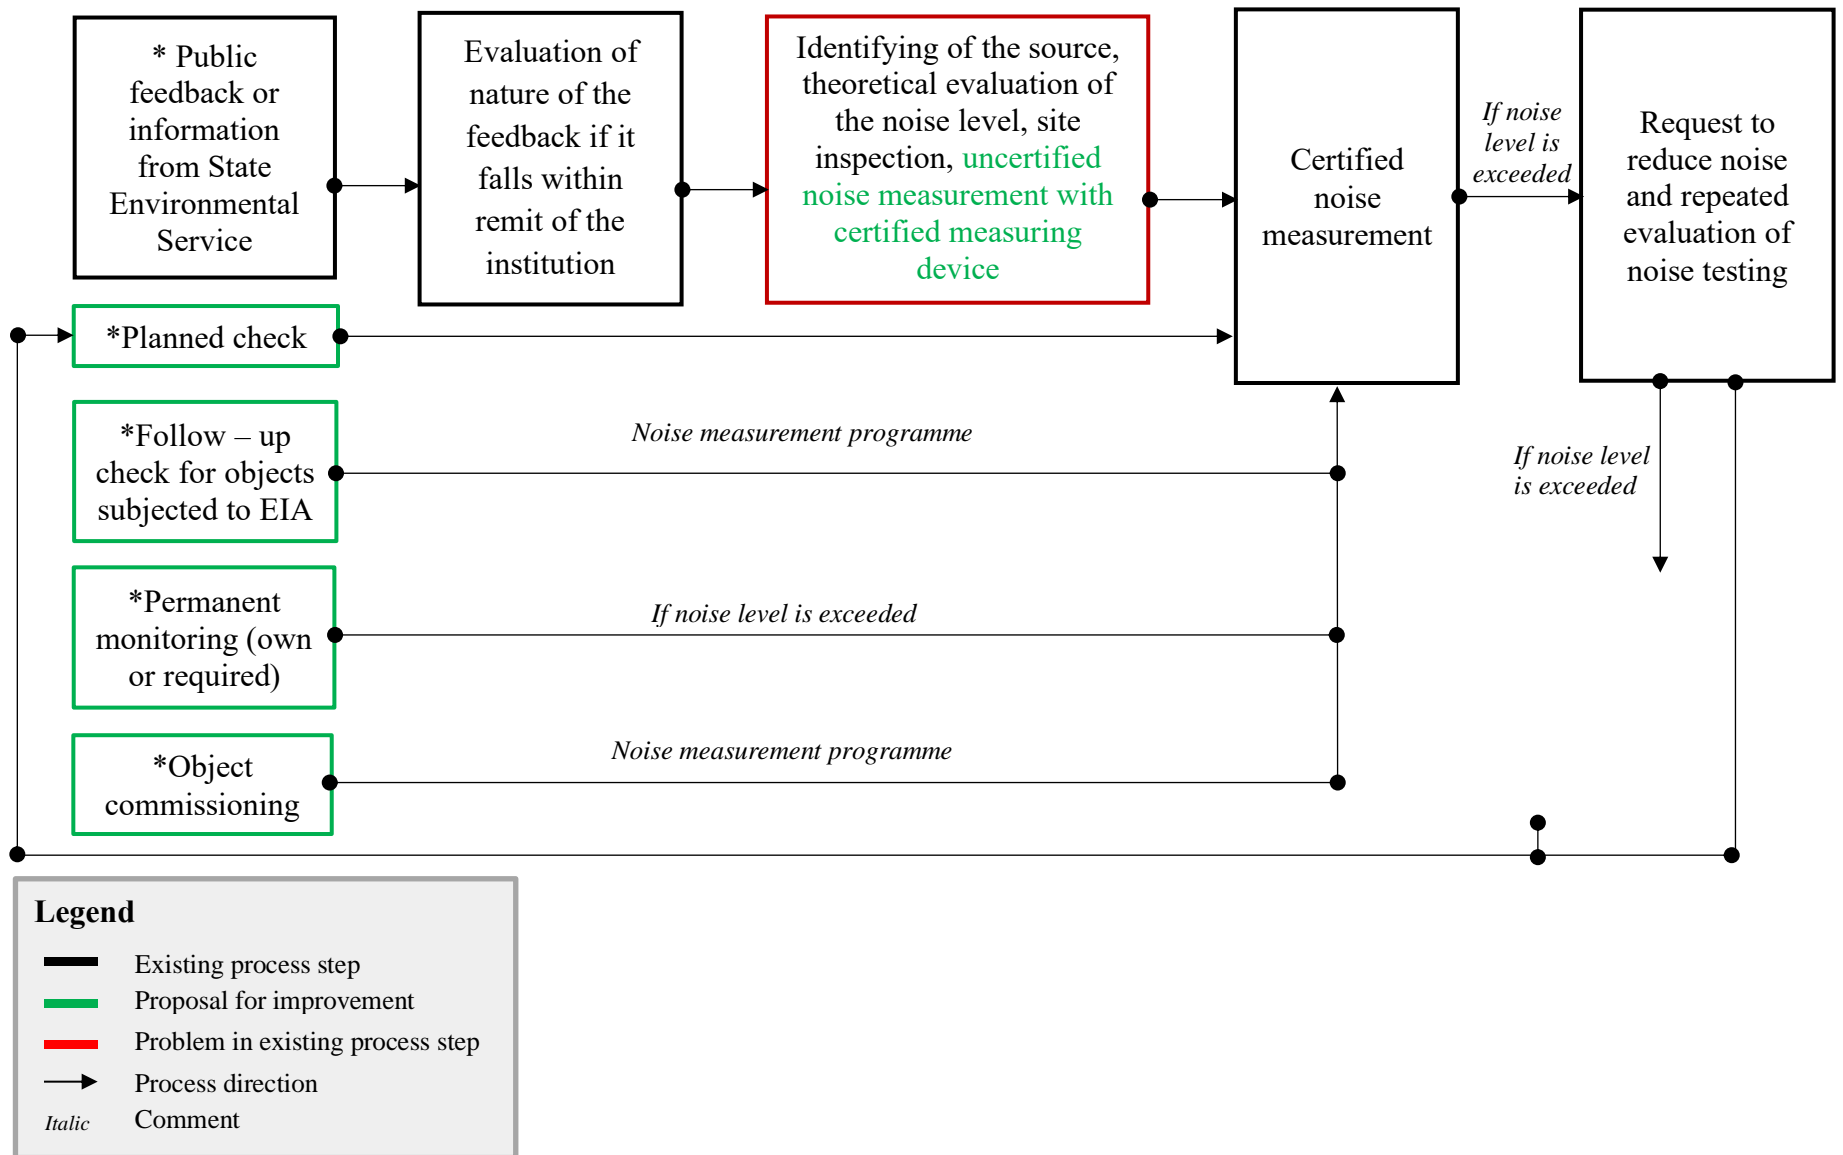 * Public
feedback or
information
from State
Environmental
Service
Evaluation of
nature of the
feedback if it
falls within
remit of the
institution
Identifying of the source,
theoretical evaluation of
the noise level, site
inspection, uncertified
noise measurement with
certified measuring
device
Certified
noise
measurement
If noise
level is
exceeded
Request to
reduce noise
and repeated
evaluation of
noise testing
*Planned check
*Follow – up
check for objects
subjected to EIA
Noise measurement programme
If noise level
is exceeded
*Permanent
monitoring (own
or required)
If noise level is exceeded
*Object
commissioning
Noise measurement programme
Legend
Existing process step
Proposal for improvement
Problem in existing process step
Process direction
Italic Comment